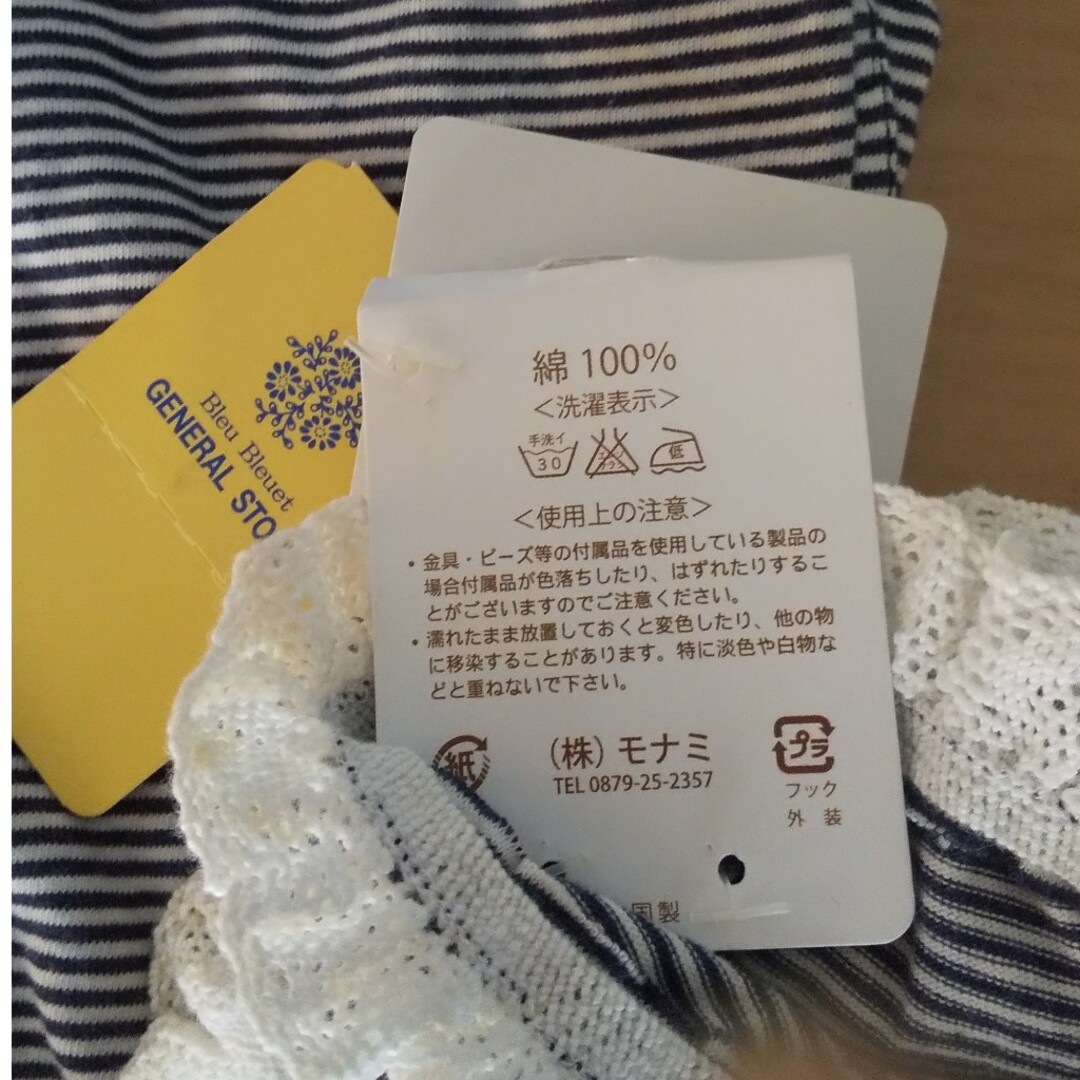 Bleu Bleuet
GENERAL STO
綿 100%
＜洗濯表示＞
手洗イ
30
低
＜使用上の注意＞
・金具・ビーズ等の付属品を使用している製品の
場合付属品が色落ちしたり、はずれたりするこ
とがございますのでご注意ください。
・濡れたまま放置しておくと変色したり、他の物
に移染することがあります。特に淡色や白物な
どと重ねないで下さい。
紙
(株) モナミ
TEL 0879-25-2357
プラ
フック
外 装
国製